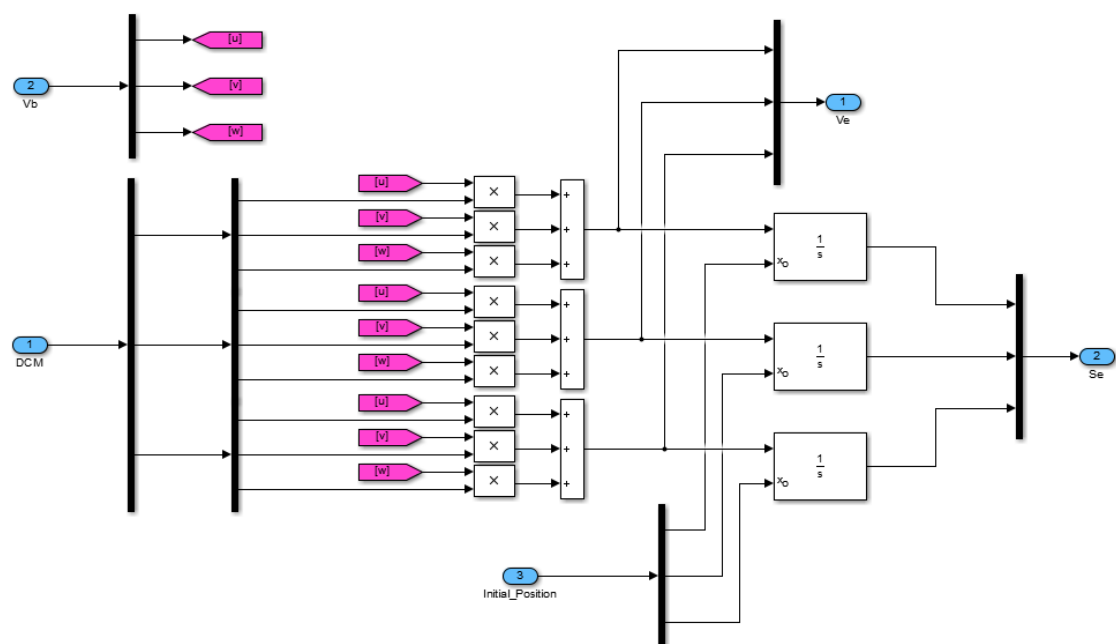 [u]
2
Vb
[v]
[w]
1
Ve
[u]
×
+
[v]
×
+
[w]
×
+
1
s
xo
[u]
×
+
[v]
×
+
[w]
×
+
1
s
xo
1
DCM
2
Se
[u]
×
+
[v]
×
+
[w]
×
+
1
s
xo
3
Initial_Position